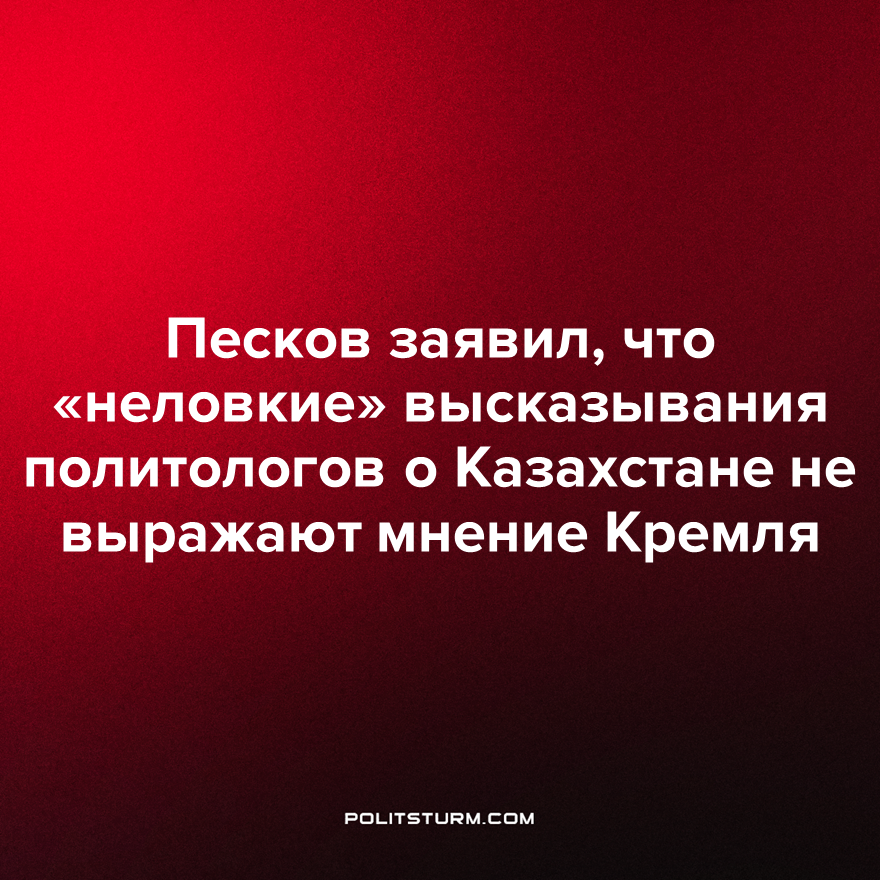 Песков заявил, что
«неловкие» высказывания
политологов о Казахстане не
выражают мнение Кремля
POLITSTURM.COM